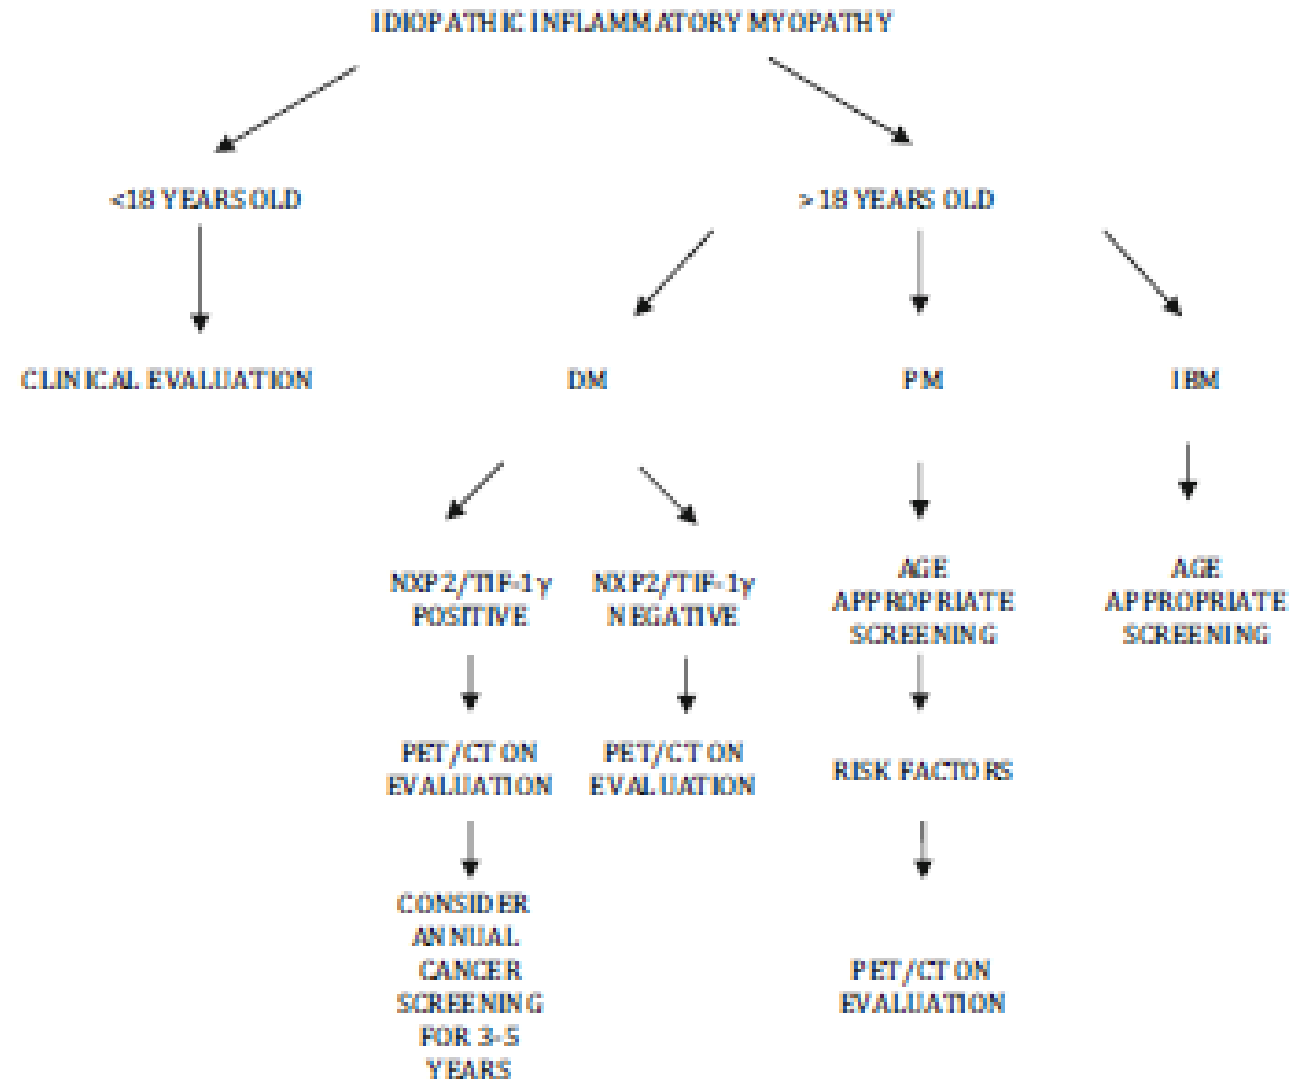 IDIOPATHIC INFLAMMATORY MYOPATHY
<18 YEARS OLD
> 18 YEARS OLD
CLINICAL EVALUATION
DM
PM
IBM
NXP2/TIF-1γ
POSITIVE
NXP2/TIF-1γ
NEGATIVE
AGE
APPROPRIATE
SCREENING
AGE
APPROPRIATE
SCREENING
PET/CT ON
EVALUATION
PET/CT ON
EVALUATION
RISK FACTORS
CONSIDER
ANNUAL
CANCER
SCREENING
FOR 3-5
YEARS
PET/CT ON
EVALUATION